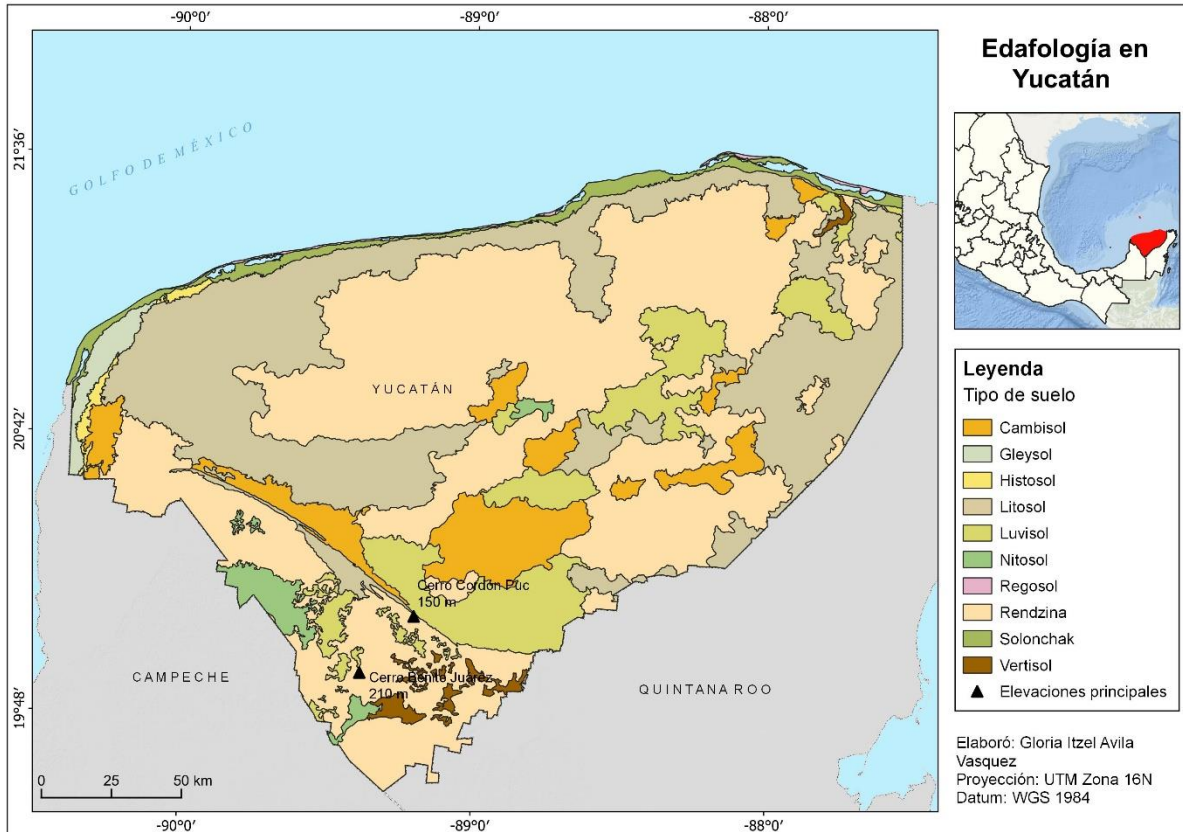 -90°0'
-89°0'
-88°0'
21°36'
20°42'
19°48'
GOLFO DE MÉXICO
YUCATÁN
Cerro Cordón Puc
150 m
Cerro Benito Juárez
210 m
CAMPECHE
QUINTANA ROO
0 25 50 km
-90°0'
-89°0'
-88°0'
Edafología en
Yucatán
Leyenda
Tipo de suelo
Cambisol
Gleysol
Histosol
Litosol
Luvisol
Nitosol
Regosol
Rendzina
Solonchak
Vertisol
Elevaciones principales
Elaboró: Gloria Itzel Avila
Vasquez
Proyección: UTM Zona 16N
Datum: WGS 1984